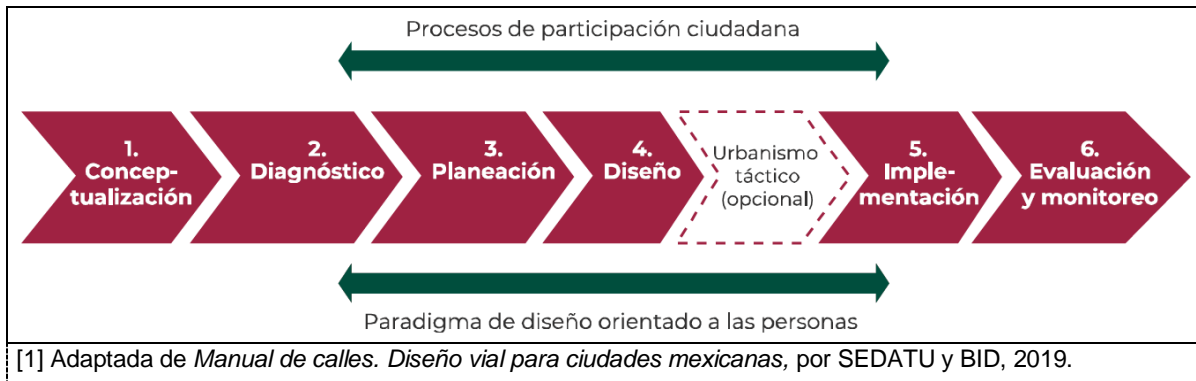 Procesos de participación ciudadana
1.
Concep-
tualización
2.
Diagnóstico
3.
Planeación
4.
Diseño
Urbanismo
táctico
(opcional)
5.
Imple-
mentación
6.
Evaluación
y monitoreo
Paradigma de diseño orientado a las personas
[1] Adaptada de Manual de calles. Diseño vial para ciudades mexicanas, por SEDATU y BID, 2019.